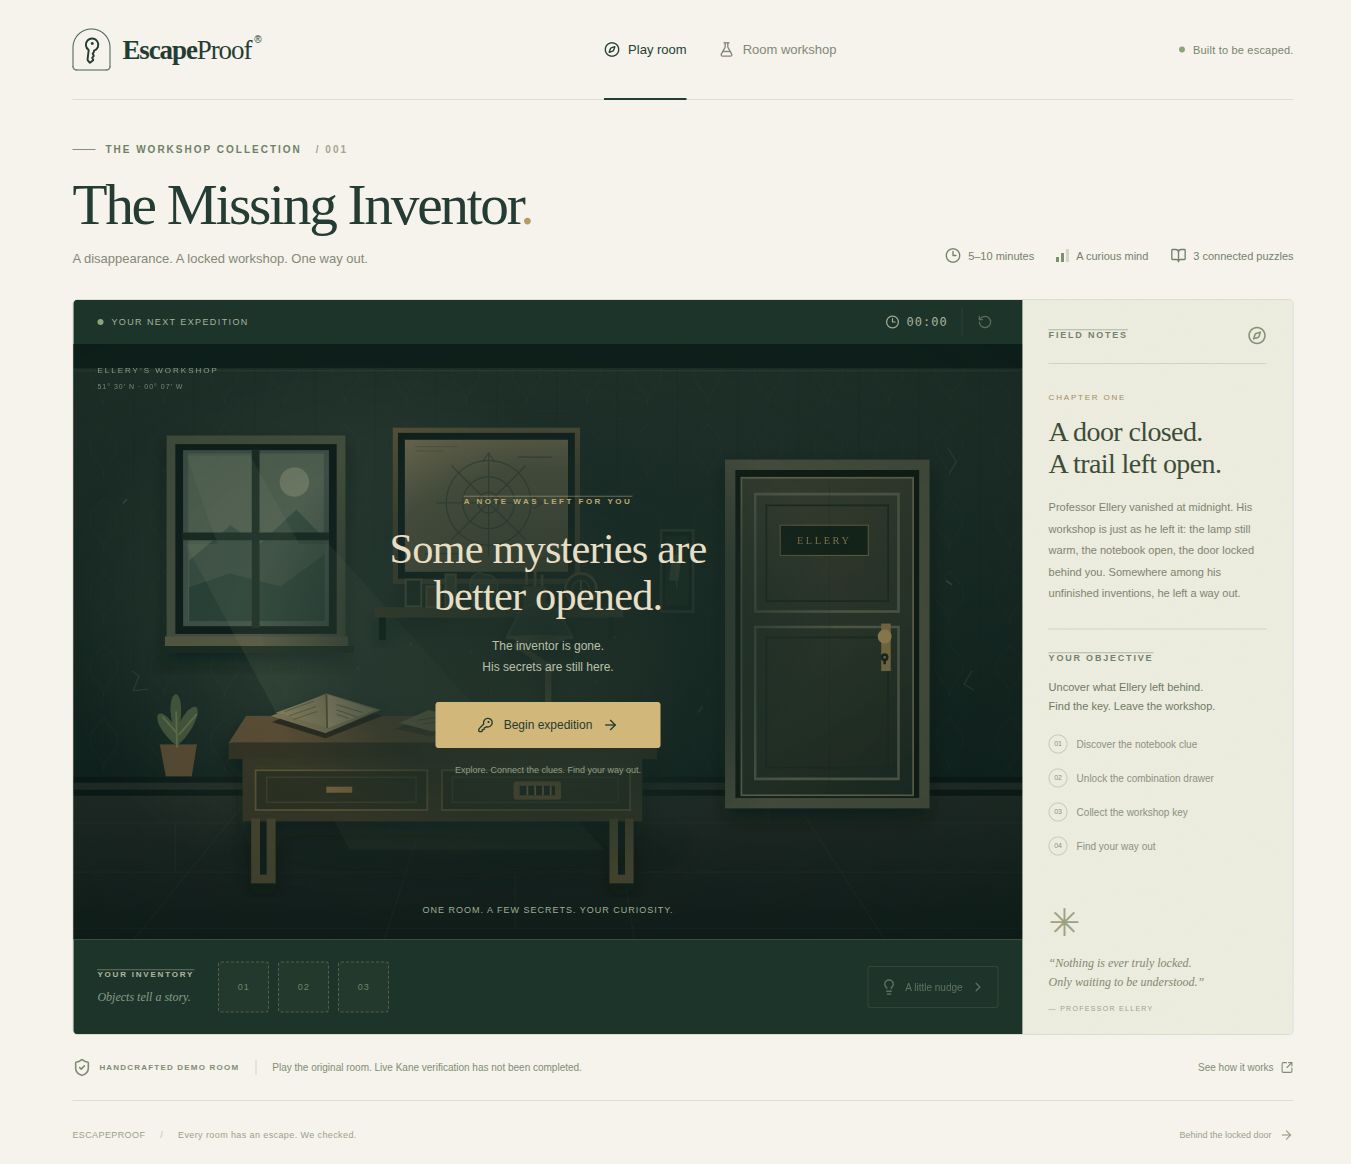 EscapeProof®
Play room
Room workshop
Built to be escaped.
THE WORKSHOP COLLECTION / 001
The Missing Inventor.
A disappearance. A locked workshop. One way out.
5–10 minutes
A curious mind
3 connected puzzles
YOUR NEXT EXPEDITION
00:00
ELLERY'S WORKSHOP
51° 30' N · 00° 07' W
A NOTE WAS LEFT FOR YOU
Some mysteries are
better opened.
The inventor is gone.
His secrets are still here.
Begin expedition
Explore. Connect the clues. Find your way out.
ELLERY
ONE ROOM. A FEW SECRETS. YOUR CURIOSITY.
YOUR INVENTORY
Objects tell a story.
01
02
03
A little nudge
FIELD NOTES
CHAPTER ONE
A door closed.
A trail left open.
Professor Ellery vanished at midnight. His
workshop is just as he left it: the lamp still
warm, the notebook open, the door locked
behind you. Somewhere among his
unfinished inventions, he left a way out.
YOUR OBJECTIVE
Uncover what Ellery left behind.
Find the key. Leave the workshop.
01 Discover the notebook clue
02 Unlock the combination drawer
03 Collect the workshop key
04 Find your way out
“Nothing is ever truly locked.
Only waiting to be understood.”
— PROFESSOR ELLERY
HANDCRAFTED DEMO ROOM
Play the original room. Live Kane verification has not been completed.
See how it works
ESCAPEPROOF / Every room has an escape. We checked.
Behind the locked door